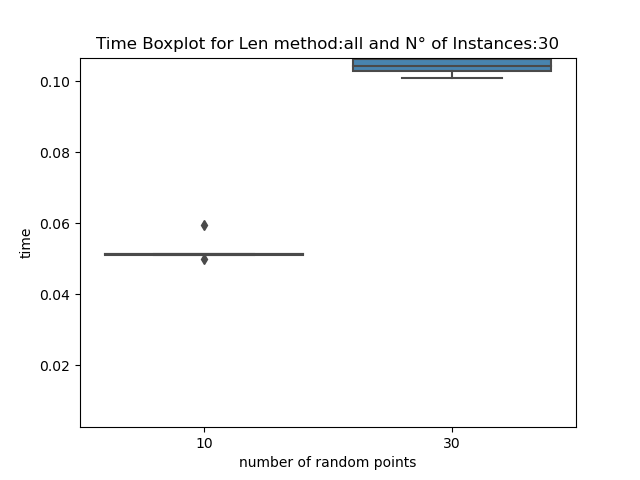 Time Boxplot for Len method:all and N° of Instances:30
0.10
0.08
0.06
0.04
0.02
time
10
30
number of random points